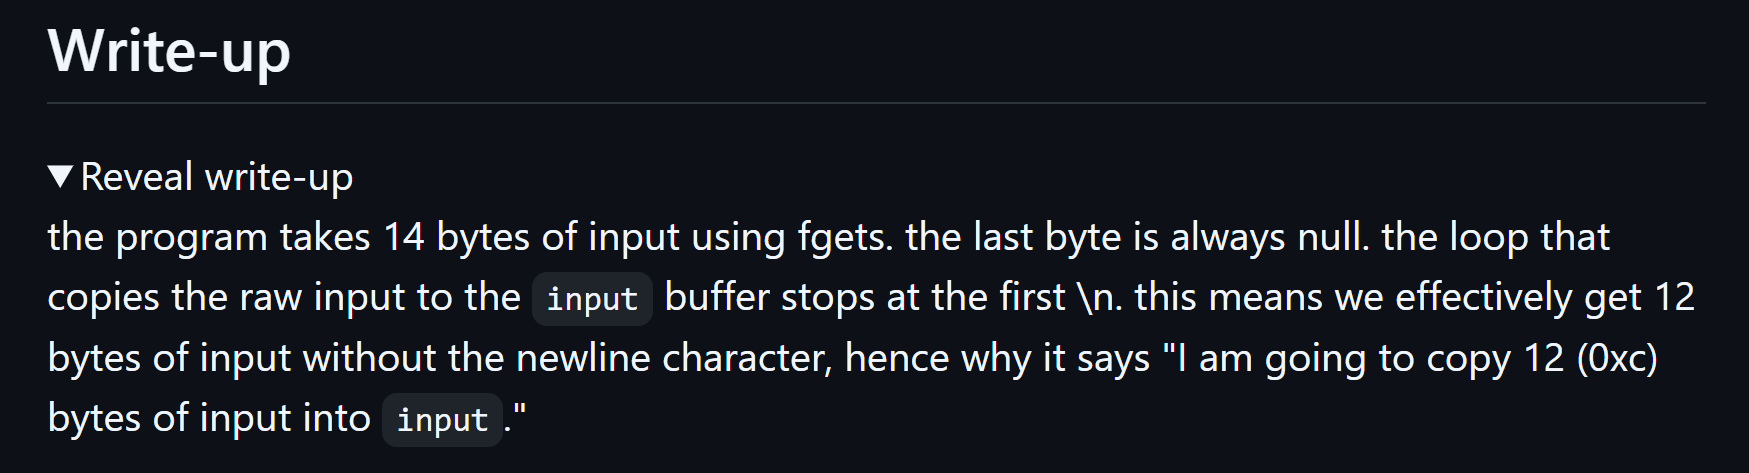 Write-up
▼ Reveal write-up
the program takes 14 bytes of input using fgets. the last byte is always null. the loop that
copies the raw input to the input buffer stops at the first \n. this means we effectively get 12
bytes of input without the newline character, hence why it says "I am going to copy 12 (0xc)
bytes of input into input."